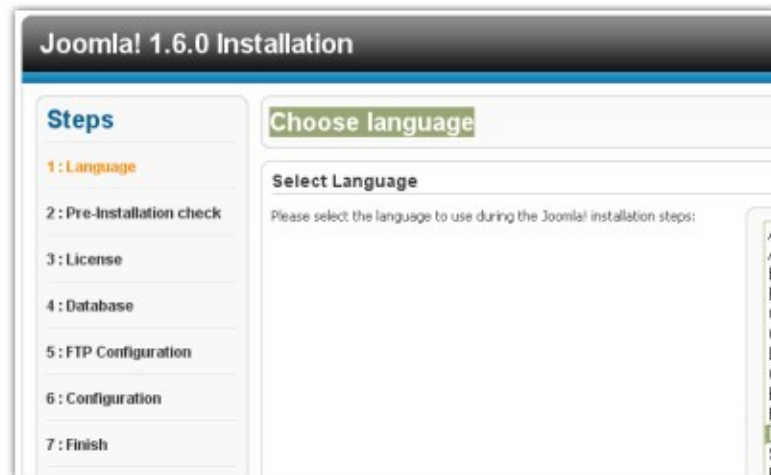 Joomla! 1.6.0 Installation
Steps
1 : Language
2 : Pre-Installation check
3 : License
4 : Database
5 : FTP Configuration
6 : Configuration
7 : Finish
Choose language
Select Language
Please select the language to use during the Joomla! installation steps: